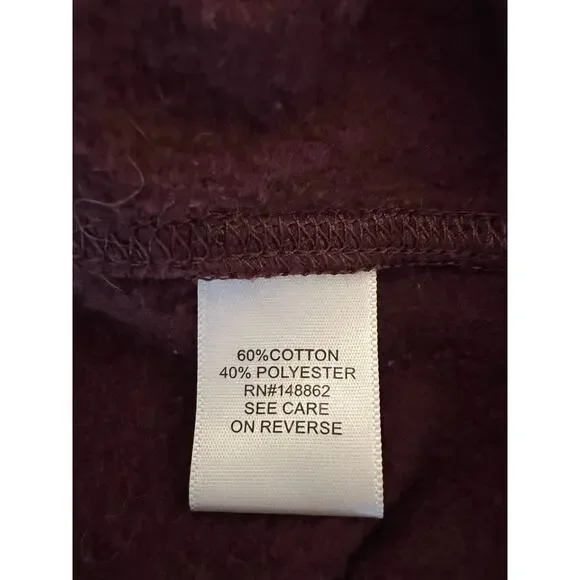 60%COTTON
40% POLYESTER
RN#148862
SEE CARE
ON REVERSE